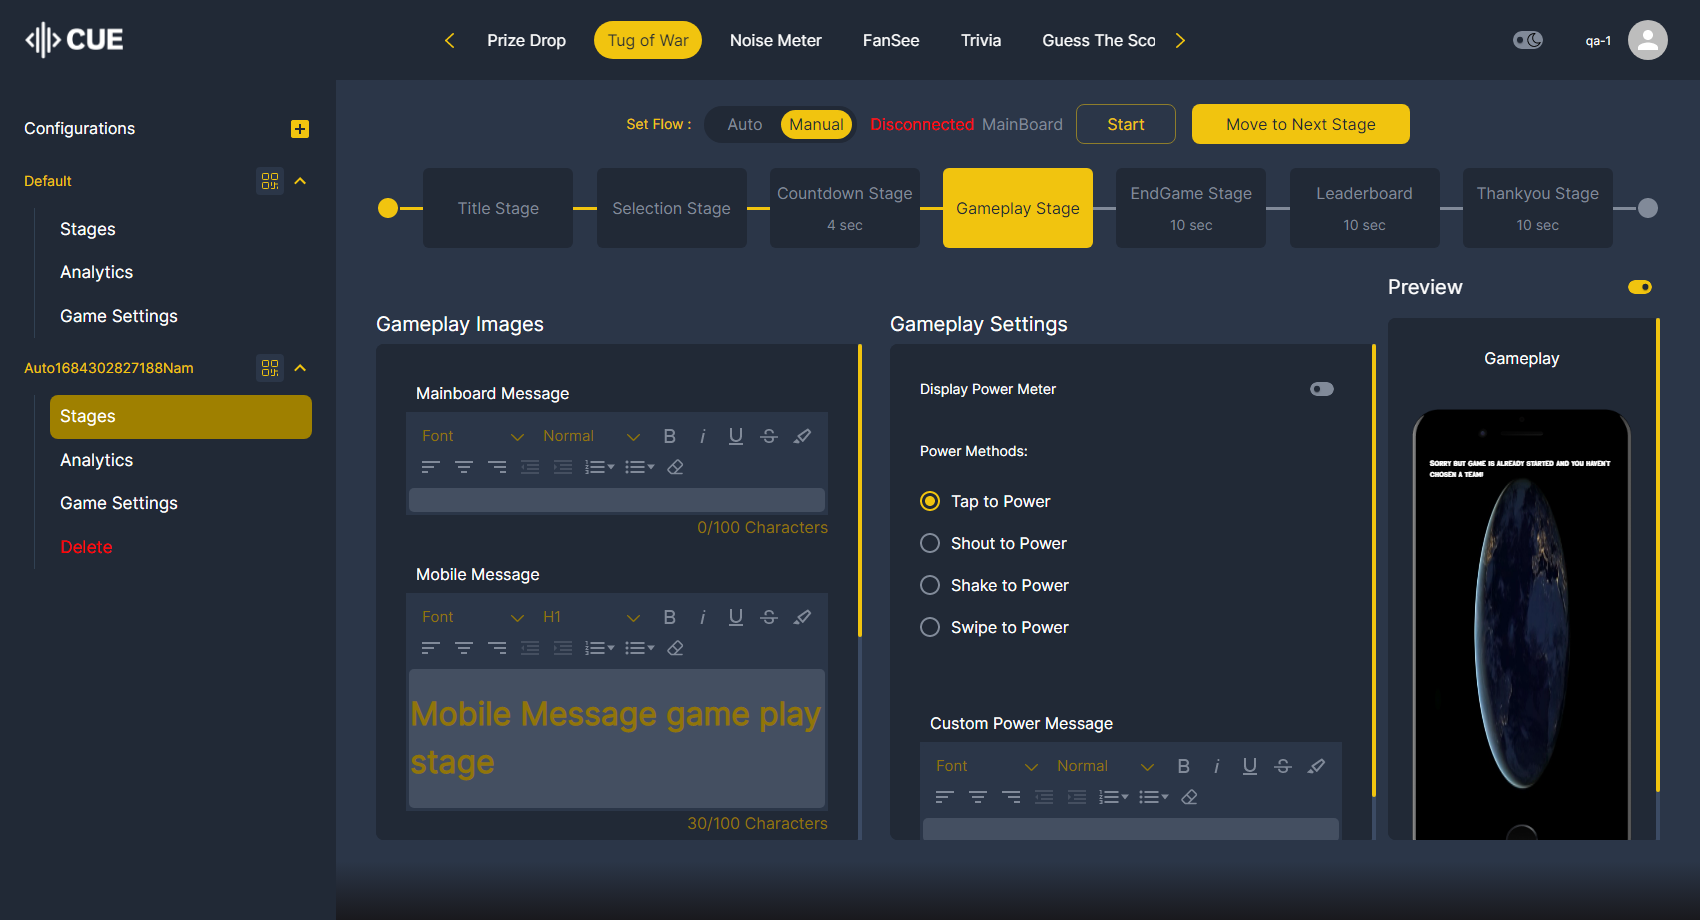 CUE
Prize Drop
Tug of War
Noise Meter
FanSee
Trivia
Guess The Sco
qa-1
Configurations
Default
Stages
Analytics
Game Settings
Auto1684302827188Nam
Stages
Analytics
Game Settings
Delete
Set Flow :
Auto
Manual
Disconnected MainBoard
Start
Move to Next Stage
Title Stage
Selection Stage
Countdown Stage
4 sec
Gameplay Stage
EndGame Stage
10 sec
Leaderboard
10 sec
Thankyou Stage
10 sec
Gameplay Images
Mainboard Message
Font
Normal
B i U S
0/100 Characters
Mobile Message
Font
H1
B i U S
Mobile Message game play
stage
30/100 Characters
Gameplay Settings
Display Power Meter
Power Methods:
Tap to Power
Shout to Power
Shake to Power
Swipe to Power
Custom Power Message
Font
Normal
B i U S
Preview
Gameplay
Sorry but game is already started and you haven't
chosen a team!